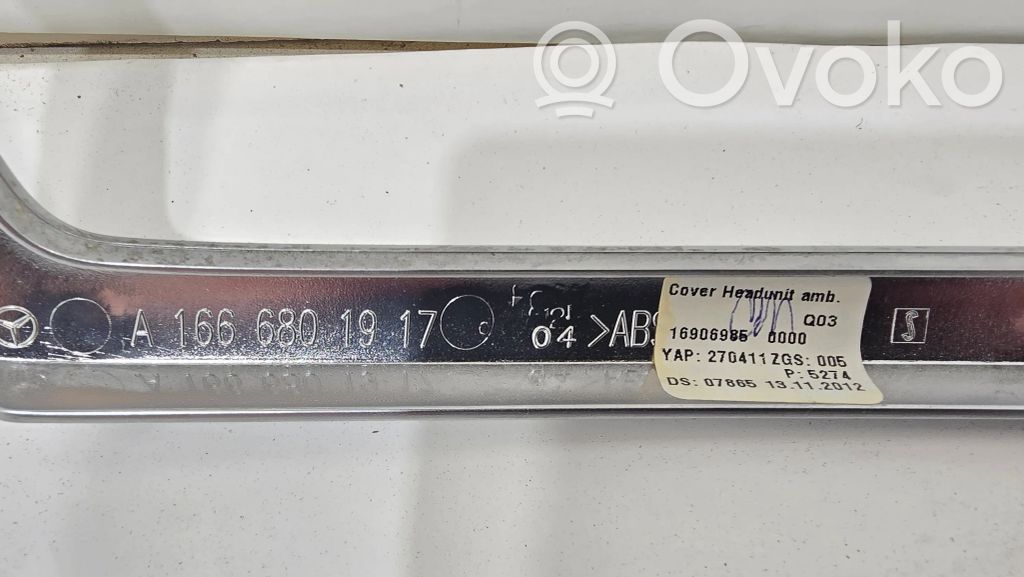 Ovoko
A 166 680 19 17 C 04 >ABS
Cover Headunit amb.
Q03
16906985 0000
YAP: 270411 ZGS: 005
P: 5274
DS: 07865 13.11.2012